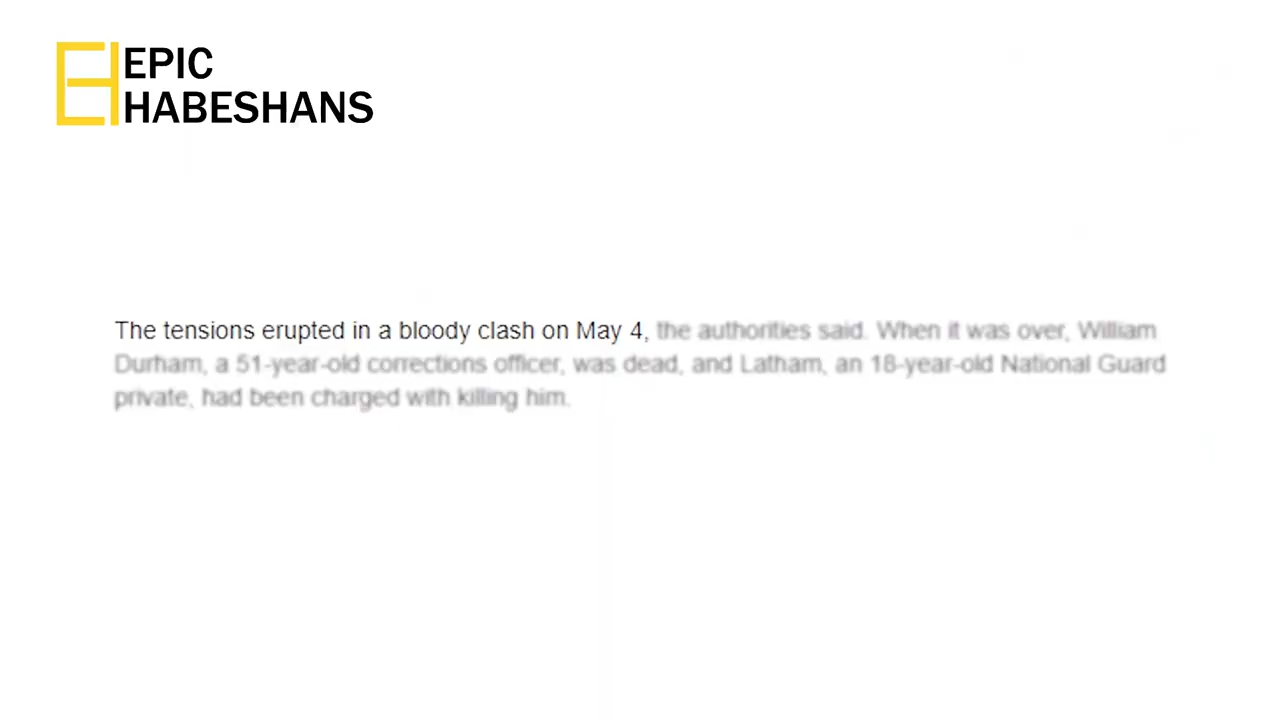 EPIC
HABESHANS
The tensions erupted in a bloody clash on May 4, the authorities said. When it was over, William
Durham, a 51-year-old corrections officer, was dead, and Latham, an 18-year-old National Guard
private, had been charged with killing him.